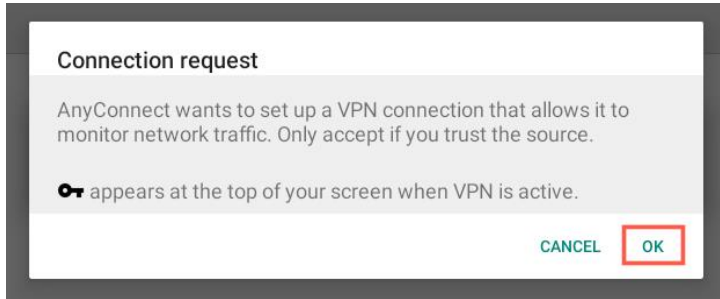 Connection request
AnyConnect wants to set up a VPN connection that allows it to
monitor network traffic. Only accept if you trust the source.
appears at the top of your screen when VPN is active.
CANCEL OK